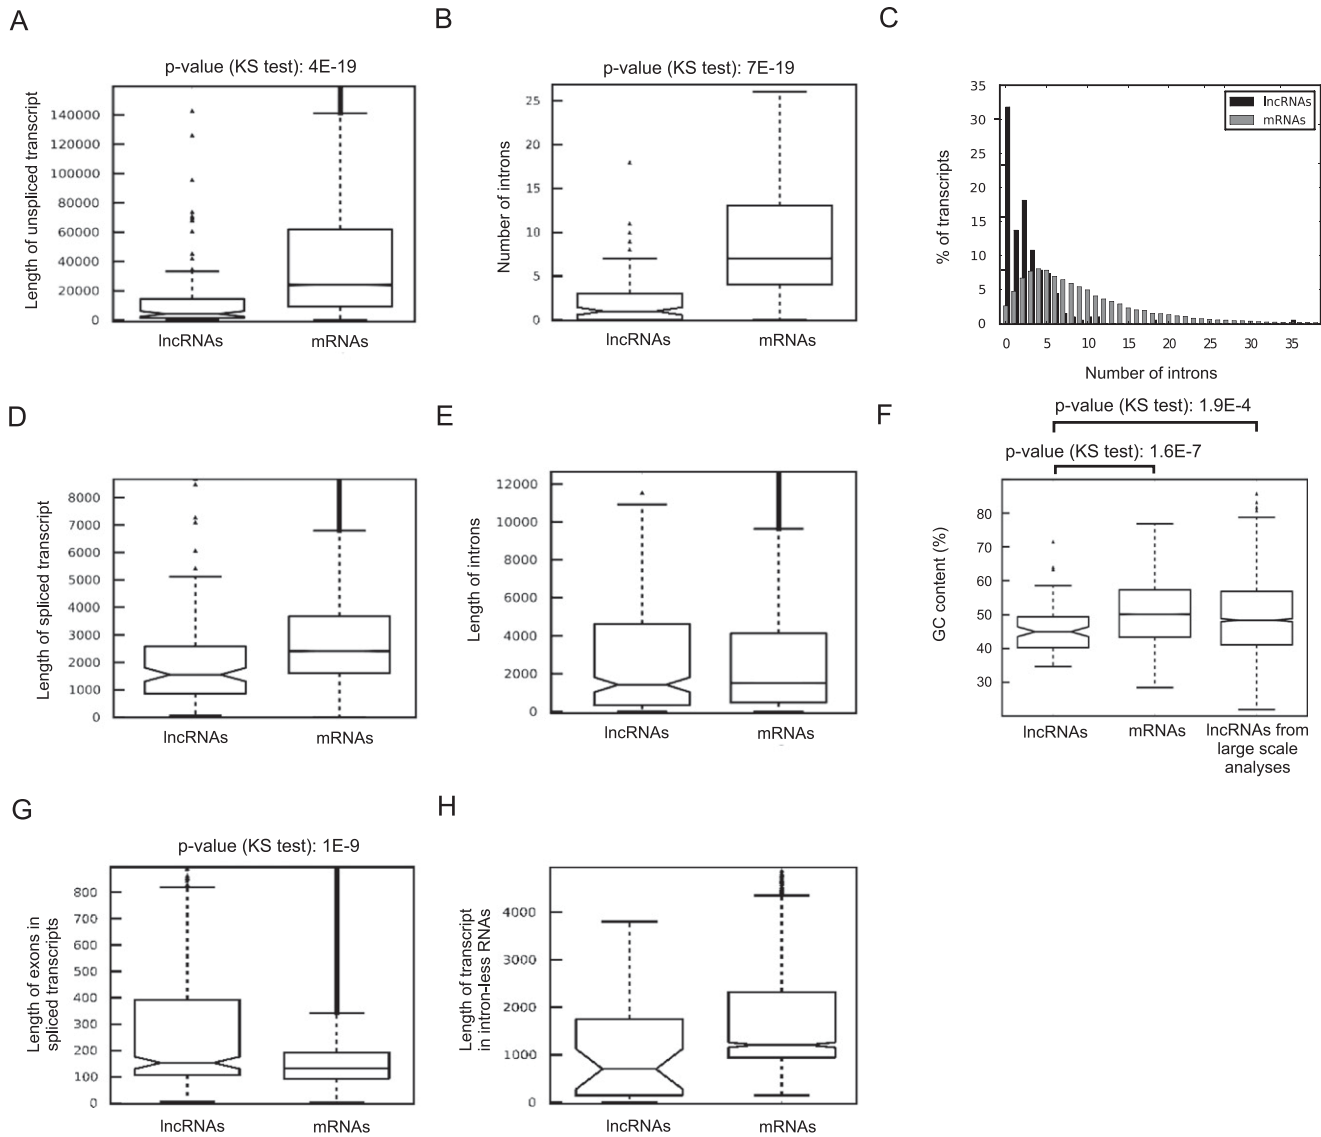 A
p-value (KS test): 4E-19
Length of unspliced transcript
140000
120000
100000
80000
60000
40000
20000
0
lncRNAs
mRNAs
B
p-value (KS test): 7E-19
Number of introns
25
20
15
10
5
0
lncRNAs
mRNAs
C
% of transcripts
35
30
25
20
15
10
5
0
lncRNAs
mRNAs
0 5 10 15 20 25 30 35
Number of introns
D
Length of spliced transcript
8000
7000
6000
5000
4000
3000
2000
1000
0
lncRNAs
mRNAs
E
Length of introns
12000
10000
8000
6000
4000
2000
0
lncRNAs
mRNAs
F
p-value (KS test): 1.9E-4
p-value (KS test): 1.6E-7
GC content (%)
80
70
60
50
40
30
lncRNAs
mRNAs
lncRNAs from
large scale
analyses
G
p-value (KS test): 1E-9
Length of exons in
spliced transcripts
800
700
600
500
400
300
200
100
0
lncRNAs
mRNAs
H
Length of transcript
in intron-less RNAs
4000
3000
2000
1000
0
lncRNAs
mRNAs